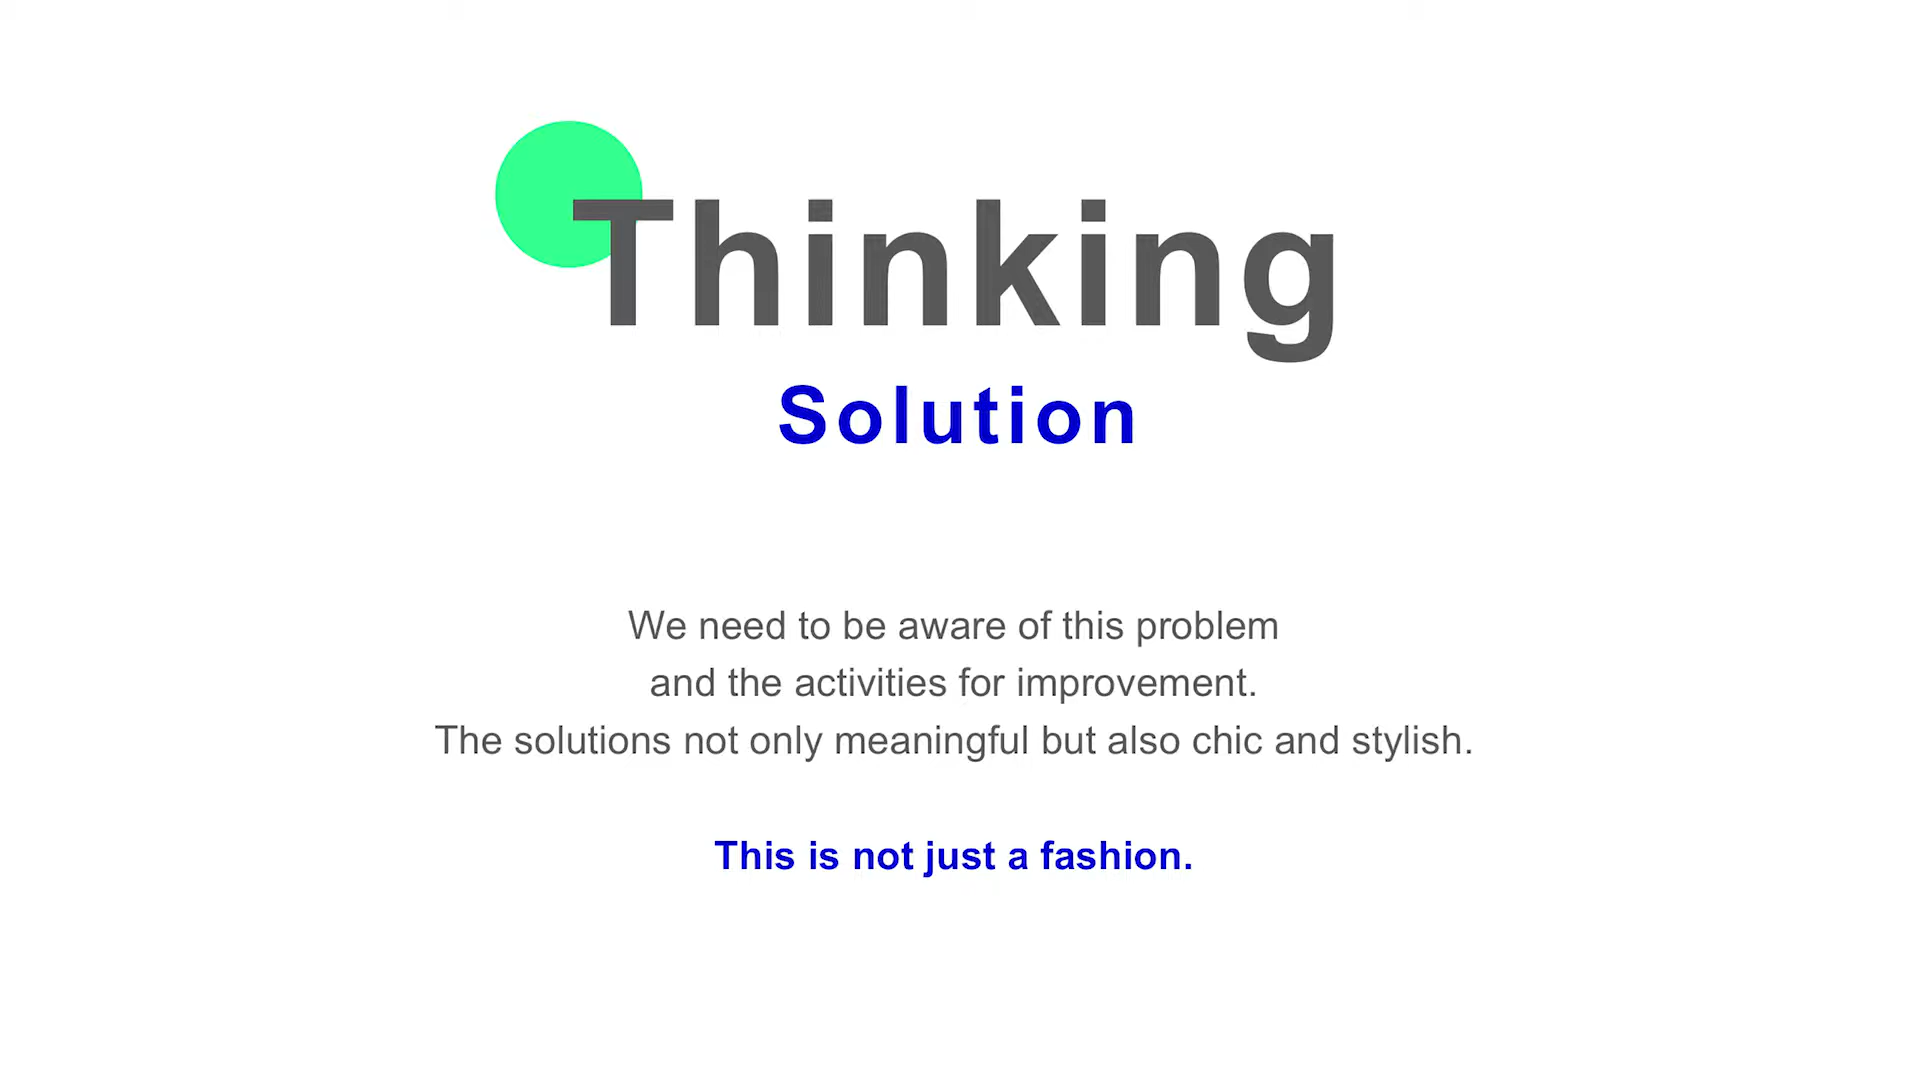 Thinking
Solution
We need to be aware of this problem
and the activities for improvement.
The solutions not only meaningful but also chic and stylish.
This is not just a fashion.